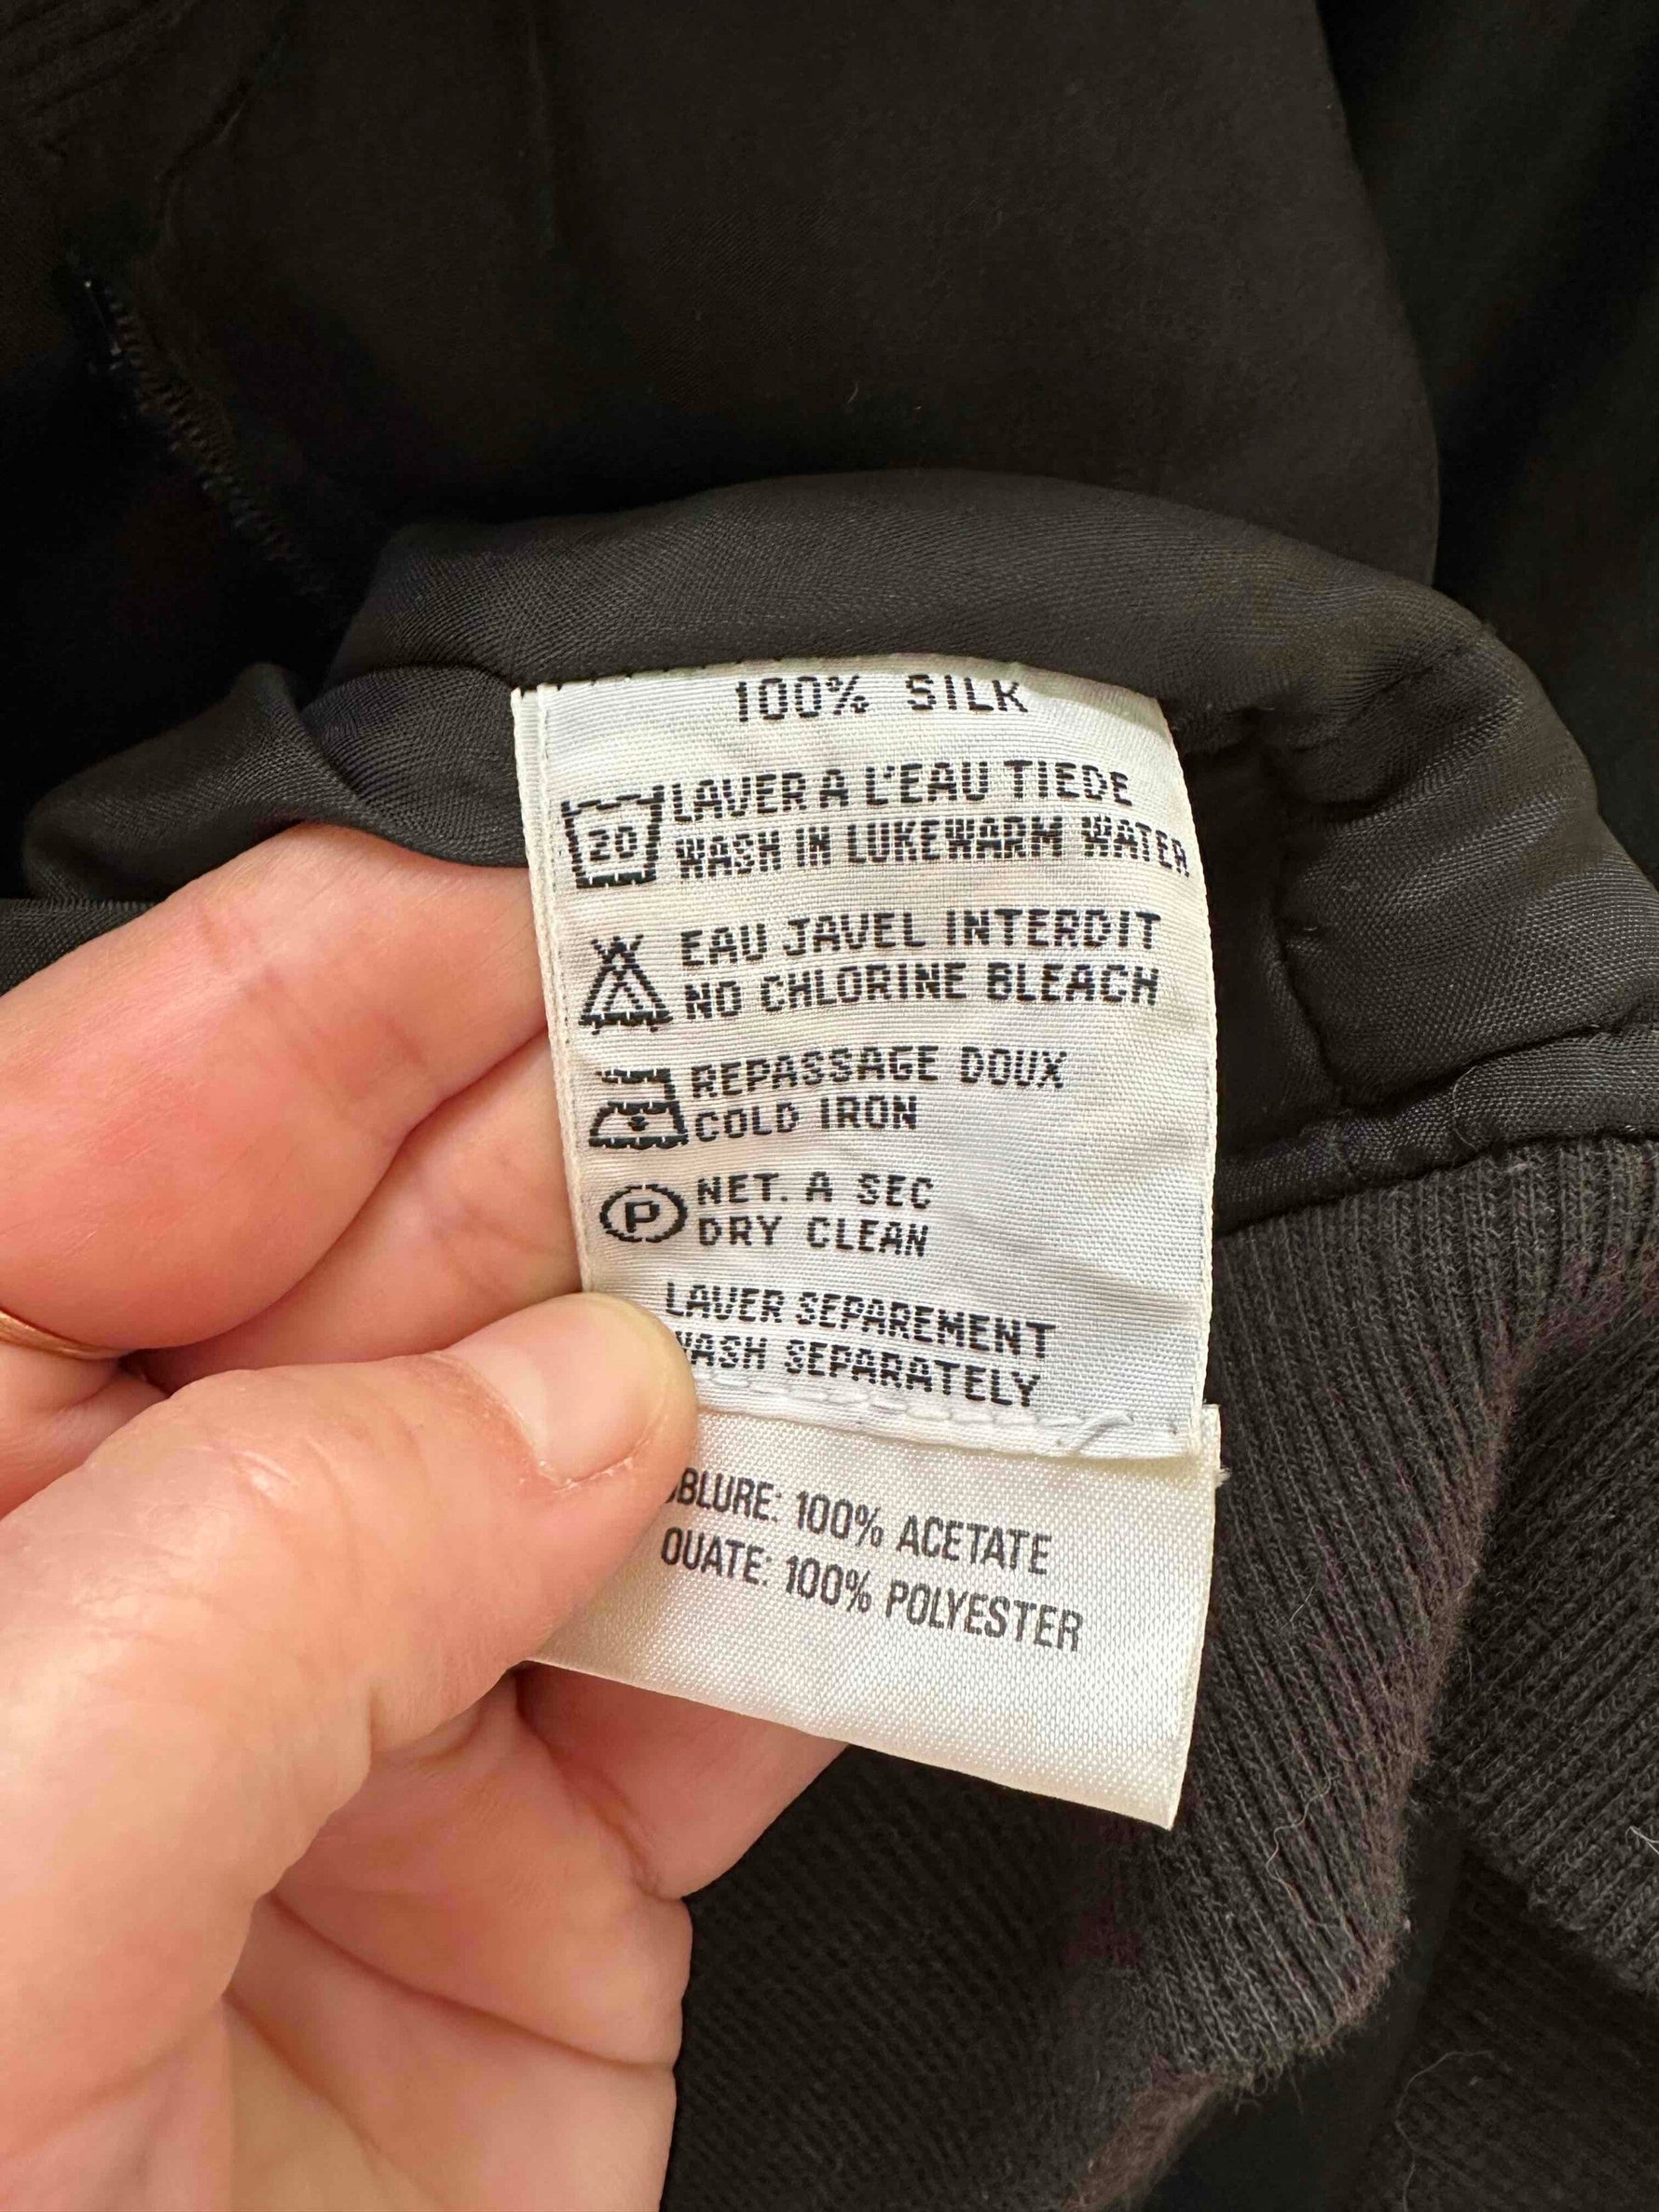 100% SILK
LAVER A L'EAU TIEDE
20
WASH IN LUKEWARM WATER
EAU JAVEL INTERDIT
NO CHLORINE BLEACH
REPASSAGE DOUX
COLD IRON
NET. A SEC
P
DRY CLEAN
LAVER SEPAREMENT
WASH SEPARATELY
100% ACETATE
OUATE: 100% POLYESTER